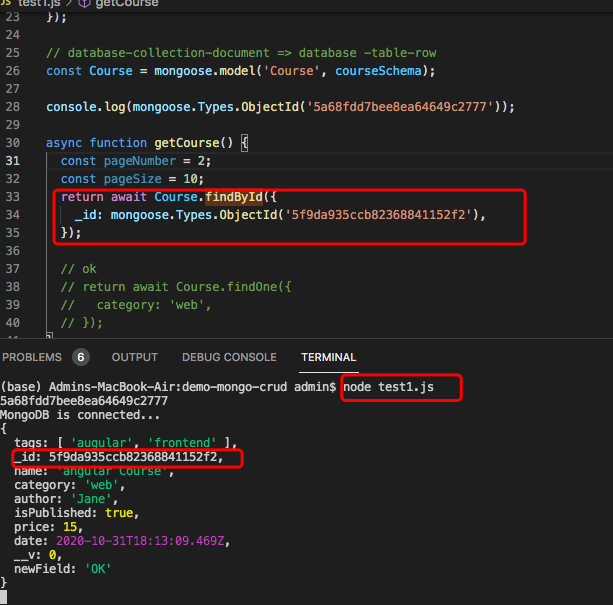 JS test1.js > getCourse
23 });
24
25 // database-collection-document => database -table-row
26 const Course = mongoose.model('Course', courseSchema);
27
28 console.log(mongoose.Types.ObjectId('5a68fdd7bee8ea64649c2777'));
29
30 async function getCourse() {
31 const pageNumber = 2;
32 const pageSize = 10;
33 return await Course.findById({
34 _id: mongoose.Types.ObjectId('5f9da935ccb82368841152f2'),
35 });
36
37 // ok
38 // return await Course.findOne({
39 // category: 'web',
40 // });
PROBLEMS 6 OUTPUT DEBUG CONSOLE TERMINAL
(base) Admins-MacBook-Air:demo-mongo-crud admin$ node test1.js
5a68fdd7bee8ea64649c2777
MongoDB is connected...
{
tags: [ 'augular', 'frontend' ],
_id: 5f9da935ccb82368841152f2,
name: 'angular Course',
category: 'web',
author: 'Jane',
isPublished: true,
price: 15,
date: 2020-10-31T18:13:09.469Z,
__v: 0,
newField: 'OK'
}